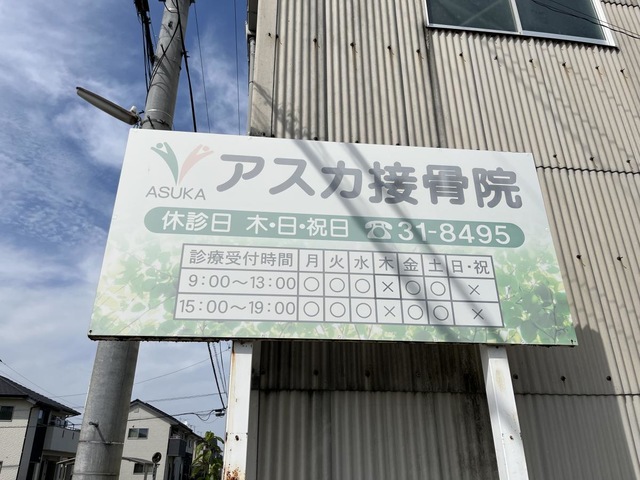 アスカ接骨院
ASUKA
休診日 木・日・祝日 ☎31-8495
診療受付時間 月 火 水 木 金 土 日・祝
9:00～13:00 ○ ○ ○ × ○ ○ ×
15:00～19:00 ○ ○ ○ × ○ ○ ×